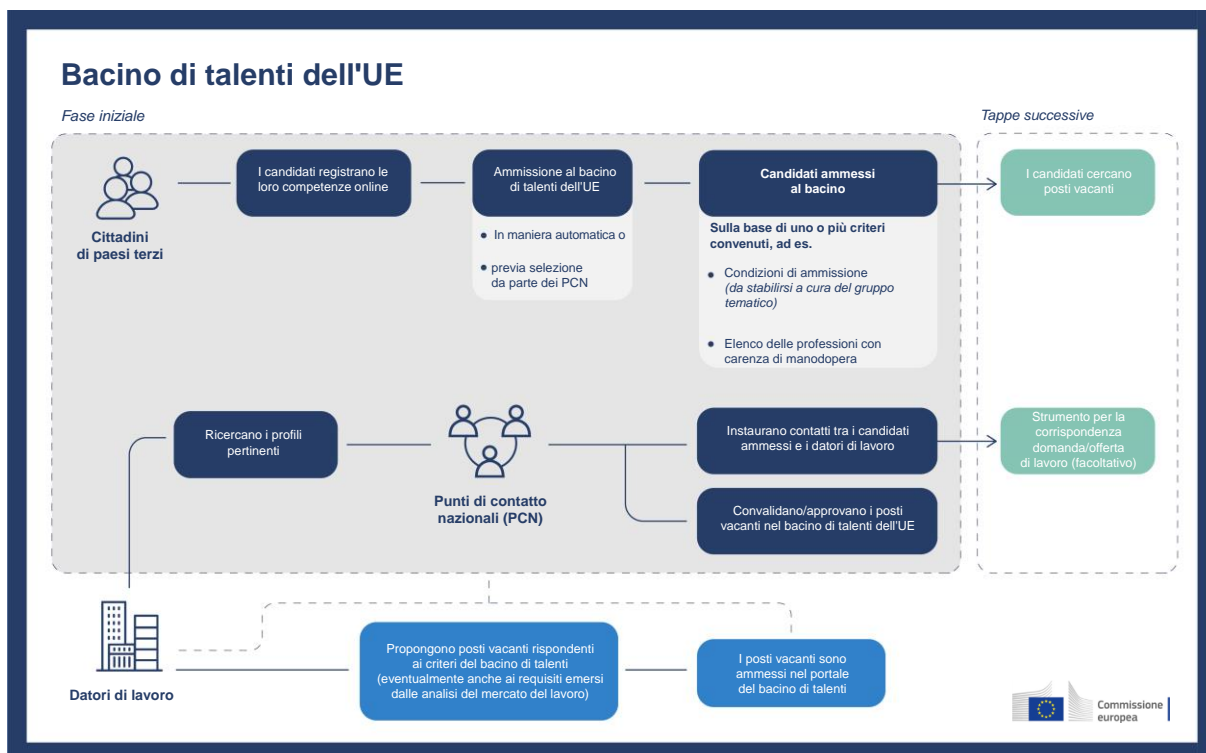 Bacino di talenti dell'UE
Fase iniziale
Tappe successive
Cittadini
di paesi terzi
I candidati registrano le
loro competenze online
Ammissione al bacino
di talenti dell'UE
In maniera automatica o
previa selezione
da parte dei PCN
Candidati ammessi
al bacino
Sulla base di uno o più criteri
convenuti, ad es.
Condizioni di ammissione
(da stabilirsi a cura del gruppo
tematico)
Elenco delle professioni con
carenza di manodopera
I candidati cercano
posti vacanti
Ricercano i profili
pertinenti
Punti di contatto
nazionali (PCN)
Instaurano contatti tra i candidati
ammessi e i datori di lavoro
Convalidano/approvano i posti
vacanti nel bacino di talenti dell'UE
Strumento per la
corrispondenza
domanda/offerta
di lavoro (facoltativo)
Datori di lavoro
Propongono posti vacanti rispondenti
ai criteri del bacino di talenti
(eventualmente anche ai requisiti emersi
dalle analisi del mercato del lavoro)
I posti vacanti sono
ammessi nel portale
del bacino di talenti
Commissione
europea